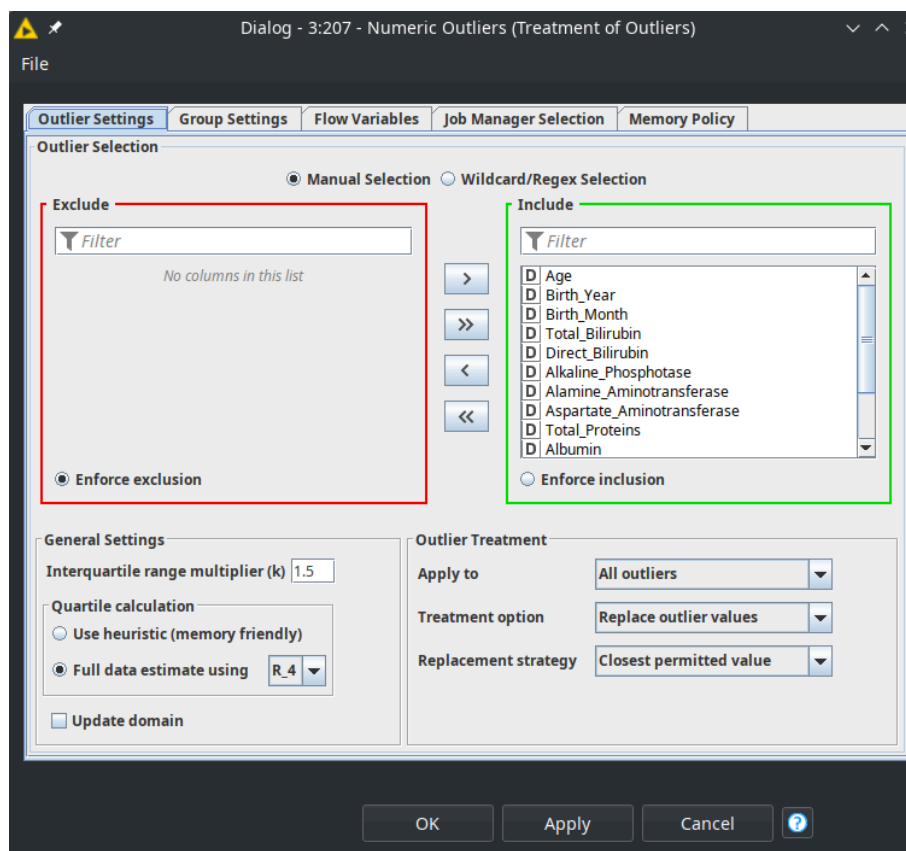 Dialog - 3:207 - Numeric Outliers (Treatment of Outliers)
File
Outlier Settings Group Settings Flow Variables Job Manager Selection Memory Policy
Outlier Selection
Manual Selection Wildcard/Regex Selection
Exclude
Filter
No columns in this list
Enforce exclusion
>
>>
<
<<
Include
Filter
D Age
D Birth_Year
D Birth_Month
D Total_Bilirubin
D Direct_Bilirubin
D Alkaline_Phosphotase
D Alamine_Aminotransferase
D Aspartate_Aminotransferase
D Total_Proteins
D Albumin
Enforce inclusion
General Settings
Interquartile range multiplier (k) 1.5
Quartile calculation
Use heuristic (memory friendly)
Full data estimate using R_4
Update domain
Outlier Treatment
Apply to All outliers
Treatment option Replace outlier values
Replacement strategy Closest permitted value
OK Apply Cancel ?